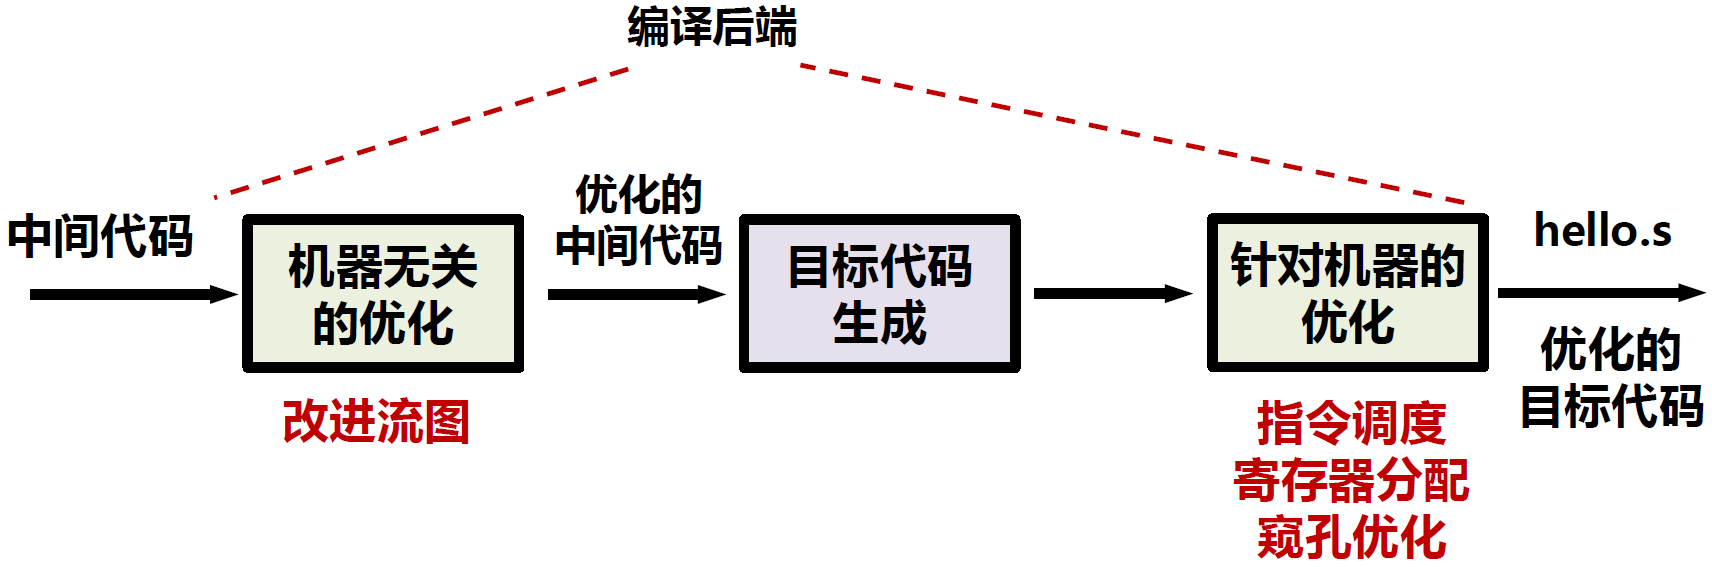 编译后端
中间代码
机器无关
的优化
改进流图
优化的
中间代码
目标代码
生成
针对机器的
优化
指令调度
寄存器分配
窥孔优化
hello.s
优化的
目标代码